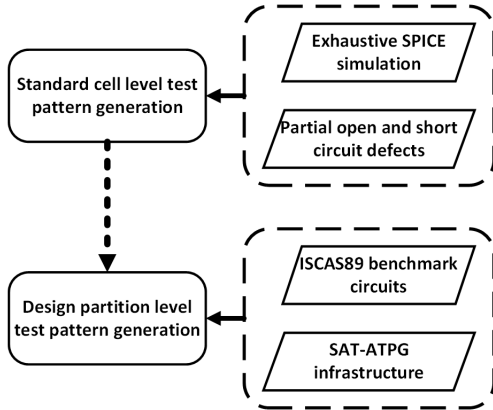 Exhaustive SPICE
simulation
Standard cell level test
pattern generation
Partial open and short
circuit defects
ISCAS89 benchmark
circuits
Design partition level
test pattern generation
SAT-ATPG
infrastructure